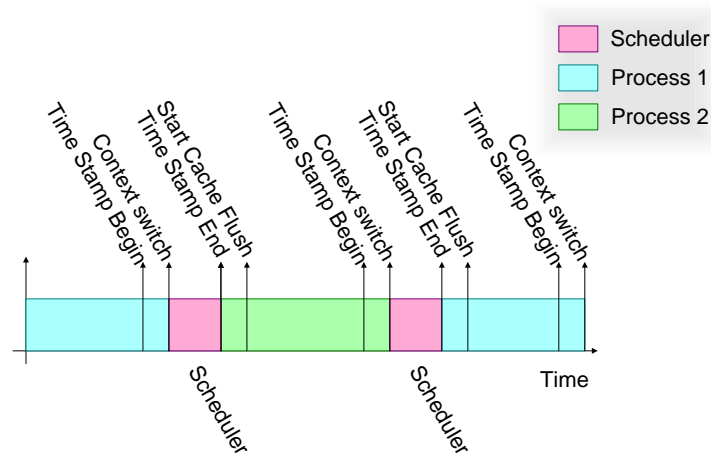 Scheduler
Process 1
Process 2
Time Stamp Begin
Context switch
Time Stamp End
Start Cache Flush
Time Stamp Begin
Context switch
Time Stamp End
Start Cache Flush
Time Stamp Begin
Context switch
Time
Scheduler
Scheduler